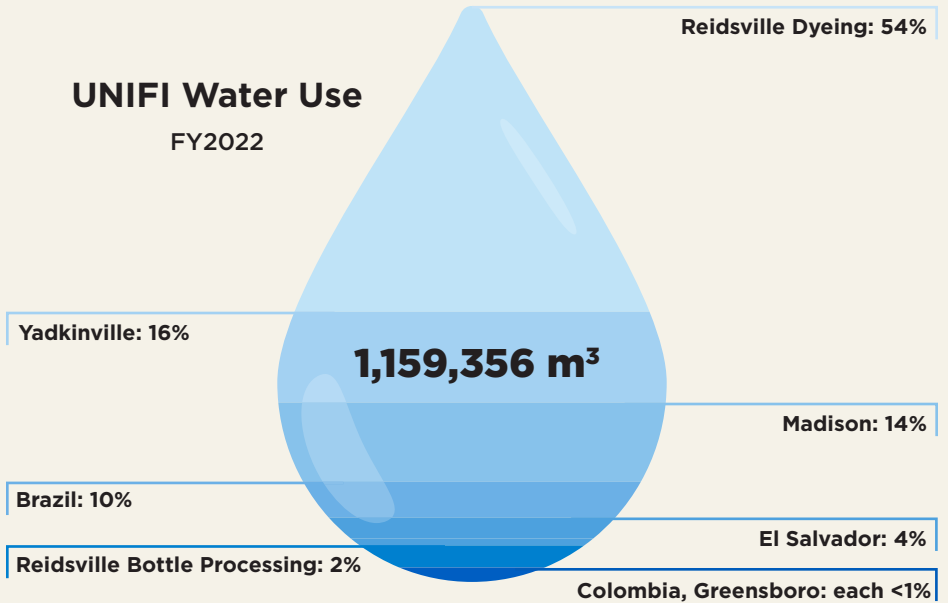 Reidsville Dyeing: 54%
UNIFI Water Use
FY2022
Yadkinville: 16%
1,159,356 m³
Madison: 14%
Brazil: 10%
El Salvador: 4%
Reidsville Bottle Processing: 2%
Colombia, Greensboro: each <1%